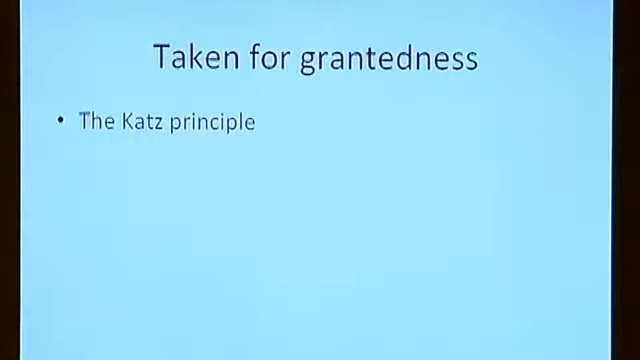 Taken for grantedness
• The Katz principle